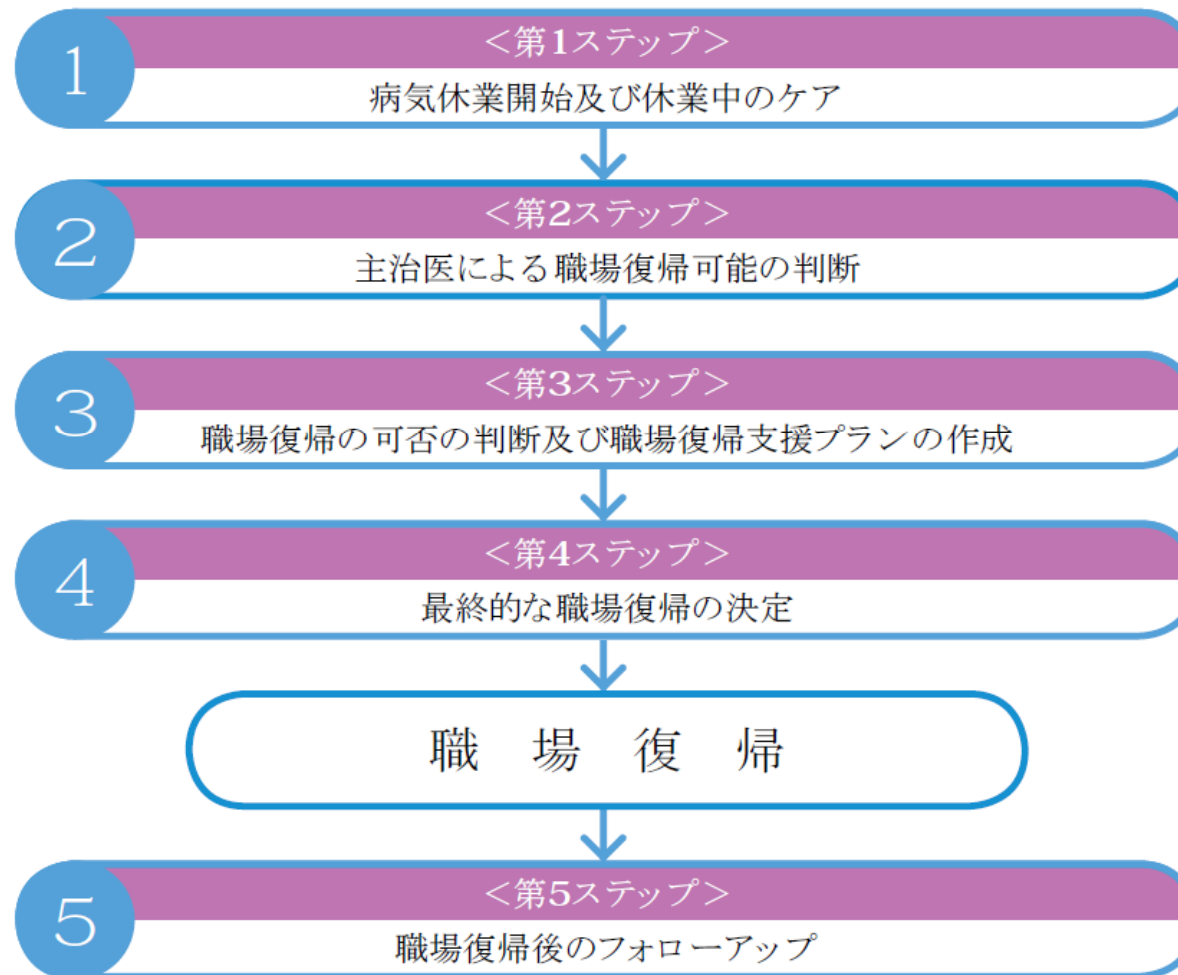 1
＜第1ステップ＞
病気休業開始及び休業中のケア
2
＜第2ステップ＞
主治医による職場復帰可能の判断
3
＜第3ステップ＞
職場復帰の可否の判断及び職場復帰支援プランの作成
4
＜第4ステップ＞
最終的な職場復帰の決定
職　場　復　帰
5
＜第5ステップ＞
職場復帰後のフォローアップ